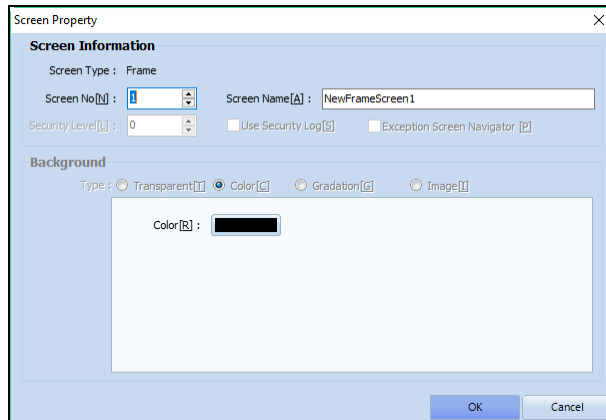 Screen Property
Screen Information
Screen Type : Frame
Screen No[N] : 1 Screen Name[A] : NewFrameScreen1
Security Level[L] : 0 Use Security Log[S] Exception Screen Navigator [P]
Background
Type : Transparent[T] Color[C] Gradation[G] Image[I]
Color[R] :
OK Cancel